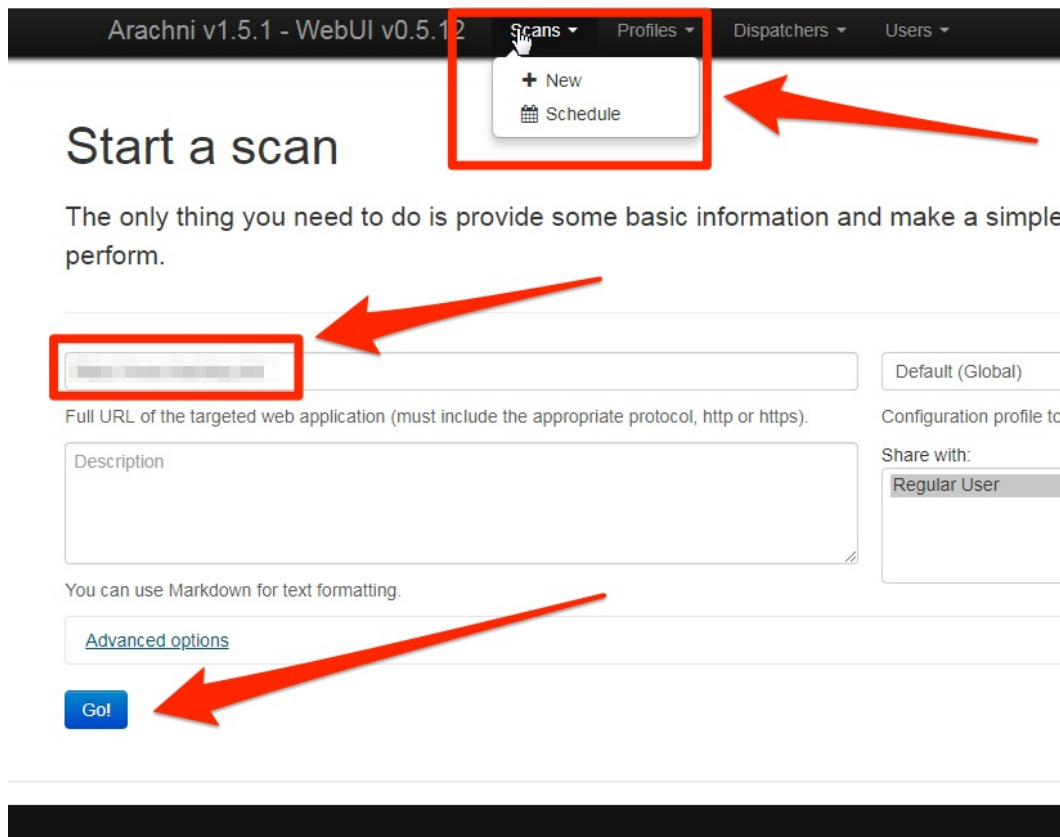 Arachni v1.5.1 - WebUI v0.5.12 Scans Profiles Dispatchers Users
New
Schedule
Start a scan
The only thing you need to do is provide some basic information and make a simple
perform.
Default (Global)
Full URL of the targeted web application (must include the appropriate protocol, http or https).
Configuration profile to
Description
Share with:
Regular User
You can use Markdown for text formatting.
Advanced options
Go!